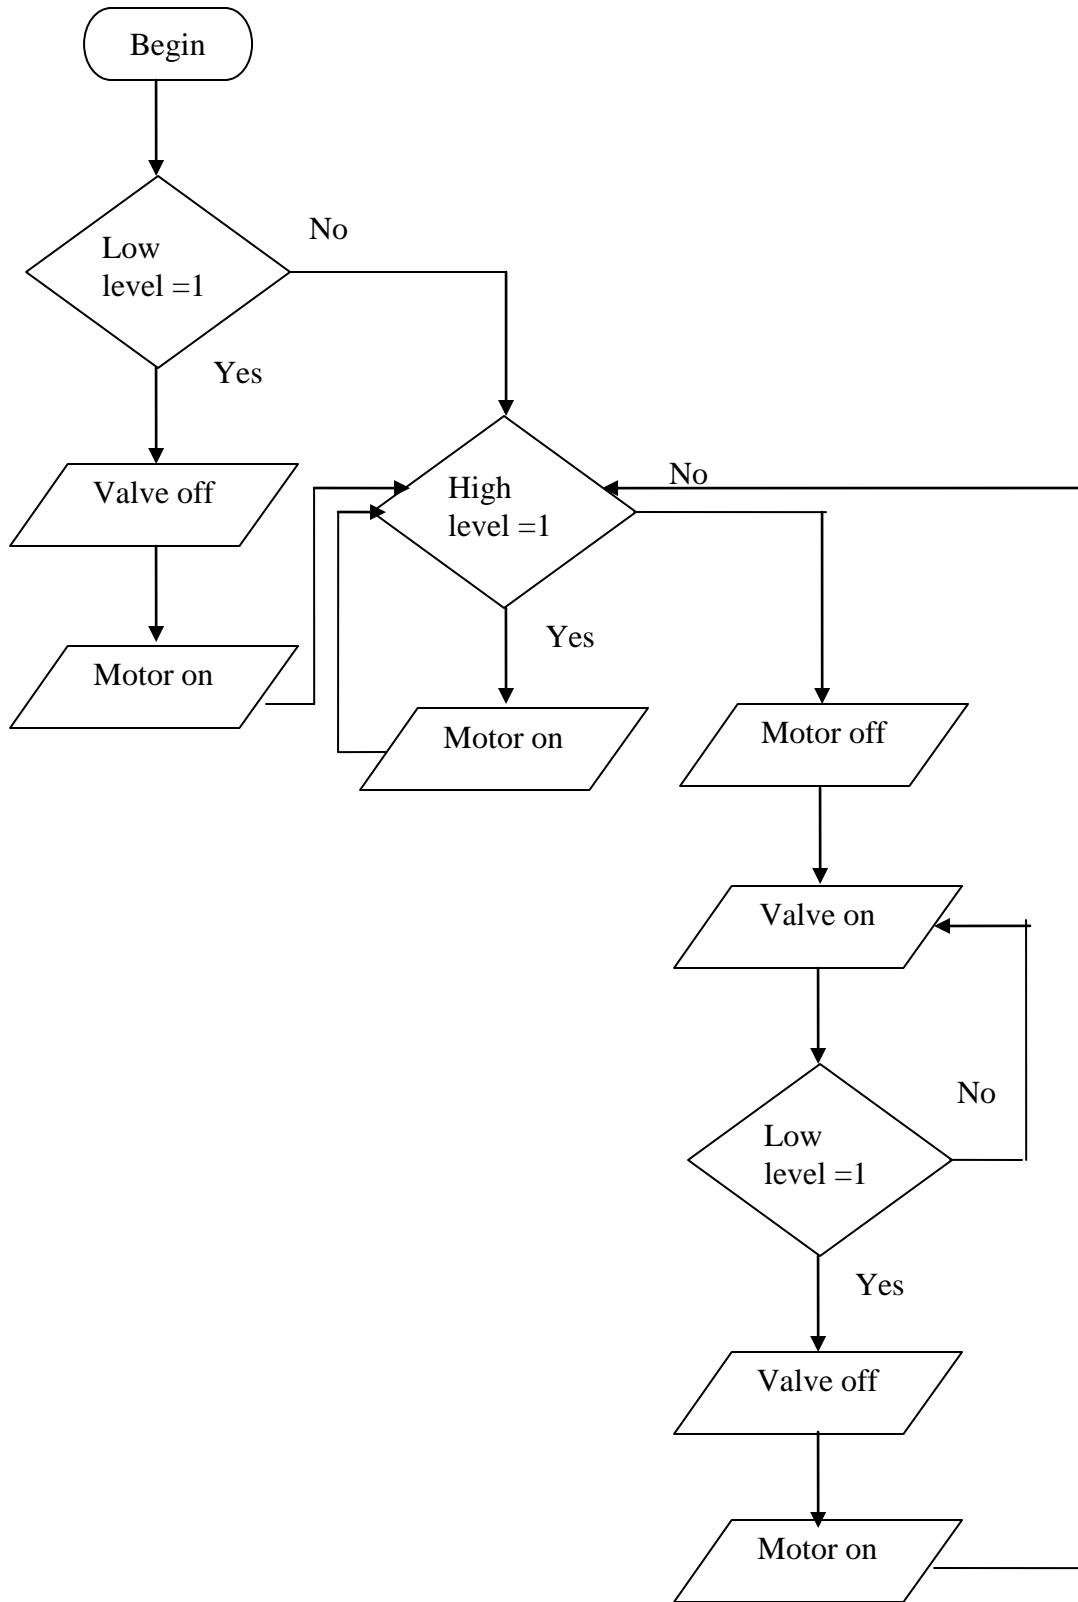 Begin
No
Low
level =1
Yes
Valve off
No
High
level =1
Yes
Motor on
Motor on
Motor off
Valve on
No
Low
level =1
Yes
Valve off
Motor on